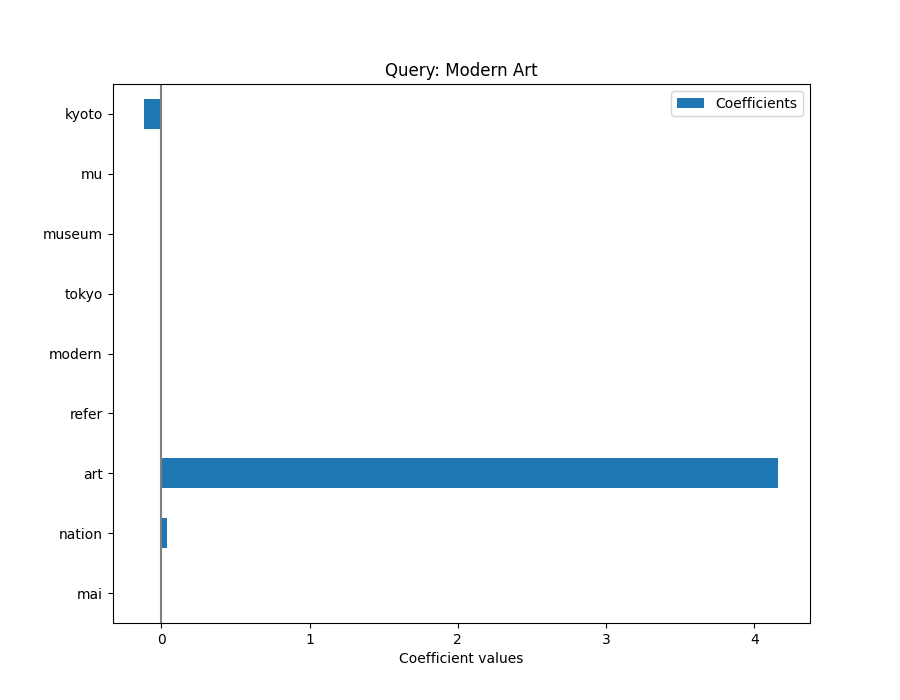 Query: Modern Art
Coefficients
kyoto
mu
museum
tokyo
modern
refer
art
nation
mai
0 1 2 3 4
Coefficient values